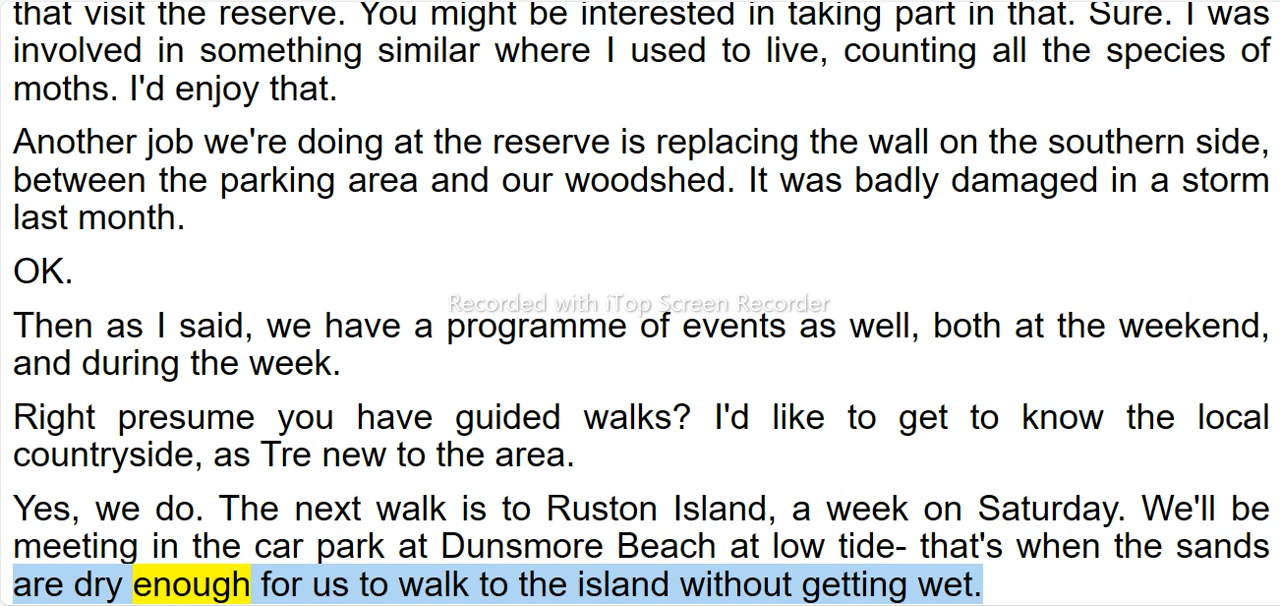 that visit the reserve. You might be interested in taking part in that. Sure. I was
involved in something similar where I used to live, counting all the species of
moths. I'd enjoy that.
Another job we're doing at the reserve is replacing the wall on the southern side,
between the parking area and our woodshed. It was badly damaged in a storm
last month.
OK.
Recorded with iTop Screen Recorder
Then as I said, we have a programme of events as well, both at the weekend,
and during the week.
Right presume you have guided walks? I'd like to get to know the local
countryside, as Tre new to the area.
Yes, we do. The next walk is to Ruston Island, a week on Saturday. We'll be
meeting in the car park at Dunsmore Beach at low tide- that's when the sands
are dry enough for us to walk to the island without getting wet.